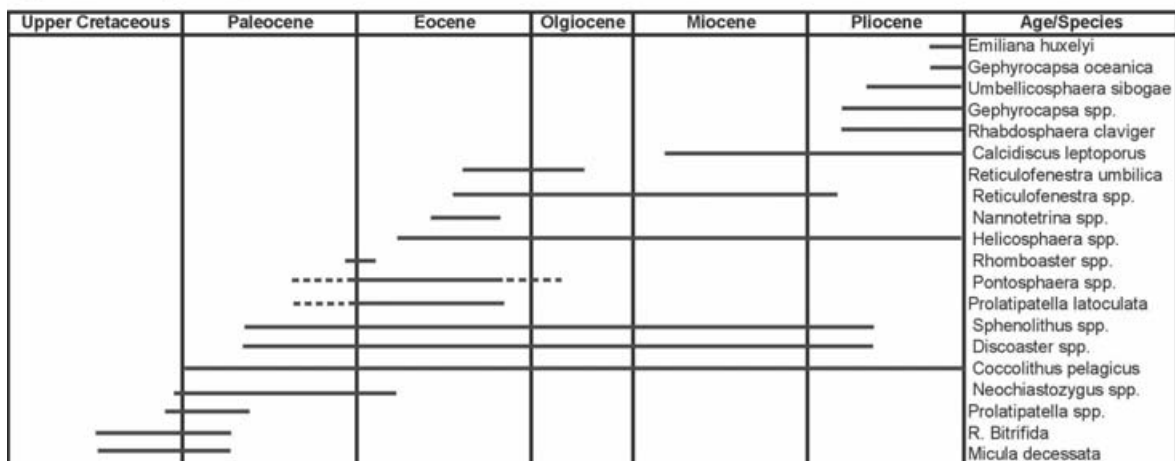 Upper Cretaceous Paleocene Eocene Olgiocene Miocene Pliocene Age/Species
Emiliana huxelyi
Gephyrocapsa oceanica
Umbellicosphaera sibogae
Gephyrocapsa spp.
Rhabdosphaera claviger
Calcidiscus leptoporus
Reticulofenestra umbilica
Reticulofenestra spp.
Nannotetrina spp.
Helicosphaera spp.
Rhomboaster spp.
Pontosphaera spp.
Prolatipatella latoculata
Sphenolithus spp.
Discoaster spp.
Coccolithus pelagicus
Neochiastozygus spp.
Prolatipatella spp.
R. Bitrifida
Micula decessata